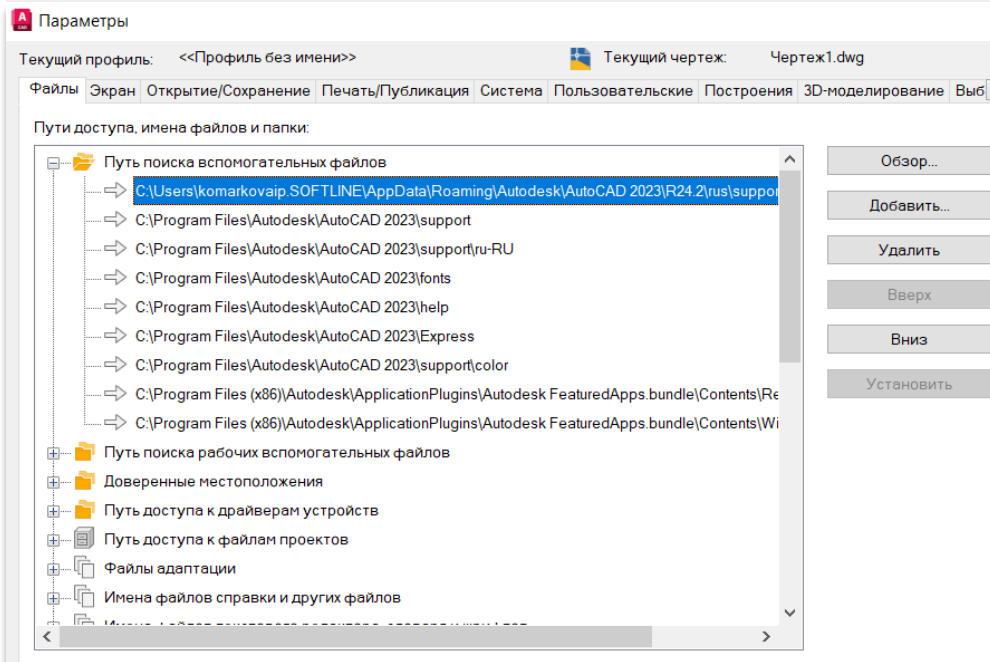 Параметры
Текущий профиль: <<Профиль без имени>> Текущий чертеж: Чертеж1.dwg
Файлы Экран Открытие/Сохранение Печать/Публикация Система Пользовательские Построения 3D-моделирование Выб
Пути доступа, имена файлов и папки:
Путь поиска вспомогательных файлов
C:\Users\komarkovaip.SOFTLINE\AppData\Roaming\Autodesk\AutoCAD 2023\R24.2\rus\suppor
C:\Program Files\Autodesk\AutoCAD 2023\support
C:\Program Files\Autodesk\AutoCAD 2023\support\ru-RU
C:\Program Files\Autodesk\AutoCAD 2023\fonts
C:\Program Files\Autodesk\AutoCAD 2023\help
C:\Program Files\Autodesk\AutoCAD 2023\Express
C:\Program Files\Autodesk\AutoCAD 2023\support\color
C:\Program Files (x86)\Autodesk\ApplicationPlugins\Autodesk FeaturedApps.bundle\Contents\Re
C:\Program Files (x86)\Autodesk\ApplicationPlugins\Autodesk FeaturedApps.bundle\Contents\Wi
Путь поиска рабочих вспомогательных файлов
Доверенные местоположения
Путь доступа к драйверам устройств
Путь доступа к файлам проектов
Файлы адаптации
Имена файлов справки и других файлов
Обзор...
Добавить...
Удалить
Вверх
Вниз
Установить